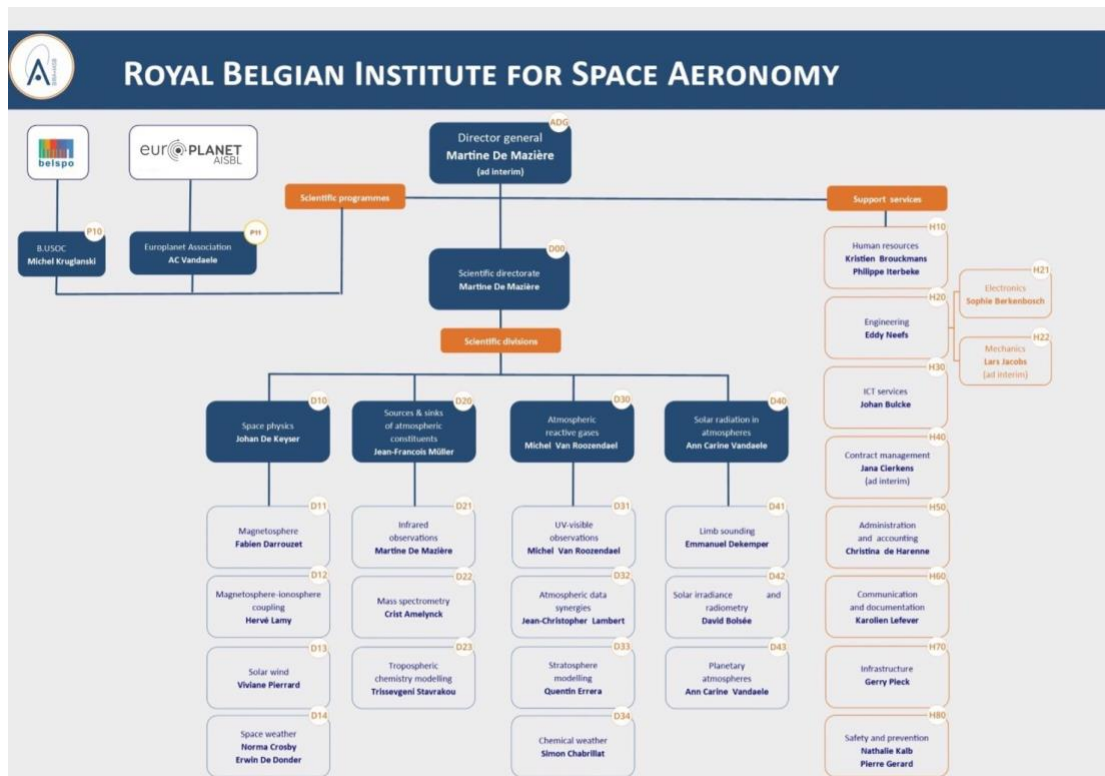 BIRA-IASB
ROYAL BELGIAN INSTITUTE FOR SPACE AERONOMY
belspo
eur PLANET
AISBL
ADG
Director general
Martine De Mazière
(ad interim)
Scientific programmes
Support services
P10
B.USOC
Michel Kruglanski
P11
Europlanet Association
AC Vandaele
D00
Scientific directorate
Martine De Mazière
Scientific divisions
D10
Space physics
Johan De Keyser
D11
Magnetosphere
Fabien Darrouzet
D12
Magnetosphere-ionosphere
coupling
Hervé Lamy
D13
Solar wind
Viviane Pierrard
D14
Space weather
Norma Crosby
Erwin De Donder
D20
Sources & sinks
of atmospheric
constituents
Jean-Francois Müller
D21
Infrared
observations
Martine De Mazière
D22
Mass spectrometry
Crist Amelynck
D23
Tropospheric
chemistry modelling
Trissevgeni Stavrakou
D30
Atmospheric
reactive gases
Michel Van Roozendael
D31
UV-visible
observations
Michel Van Roozendael
D32
Atmospheric data
synergies
Jean-Christopher Lambert
D33
Stratosphere
modelling
Quentin Errera
D34
Chemical weather
Simon Chabrillat
D40
Solar radiation in
atmospheres
Ann Carine Vandaele
D41
Limb sounding
Emmanuel Dekemper
D42
Solar irradiance and
radiometry
David Bolsée
D43
Planetary
atmospheres
Ann Carine Vandaele
H10
Human resources
Kristien Brouckmans
Philippe Iterbeke
H20
Engineering
Eddy Neefs
H21
Electronics
Sophie Berkenbosch
H22
Mechanics
Lars Jacobs
(ad interim)
H30
ICT services
Johan Bulcke
H40
Contract management
Jana Cierkens
(ad interim)
H50
Administration
and accounting
Christina de Harenne
H60
Communication
and documentation
Karolien Lefever
H70
Infrastructure
Gerry Pieck
H80
Safety and prevention
Nathalie Kalb
Pierre Gerard